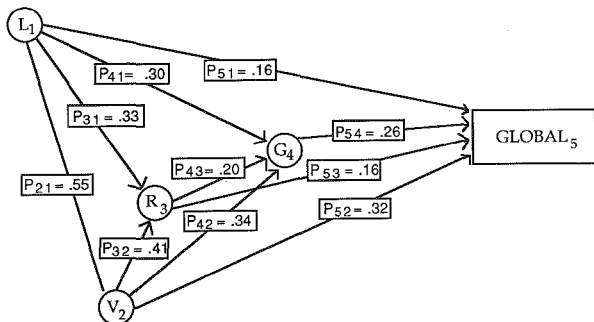 L1
P51 = .16
P41 = .30
P31 = .33
P54 = .26
GLOBAL5
G4
P43 = .20
P53 = .16
P21 = .55
R3
P42 = .34
P52 = .32
P32 = .41
V2